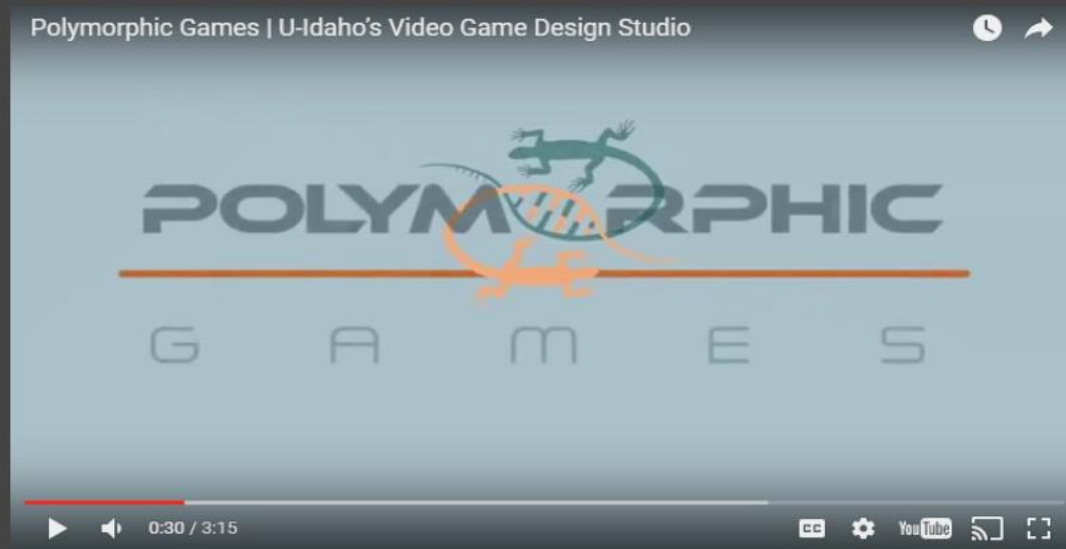 Polymorphic Games | U-Idaho’s Video Game Design Studio
POLYMORPHIC
GAMES
0:30 / 3:15
CC
YouTube